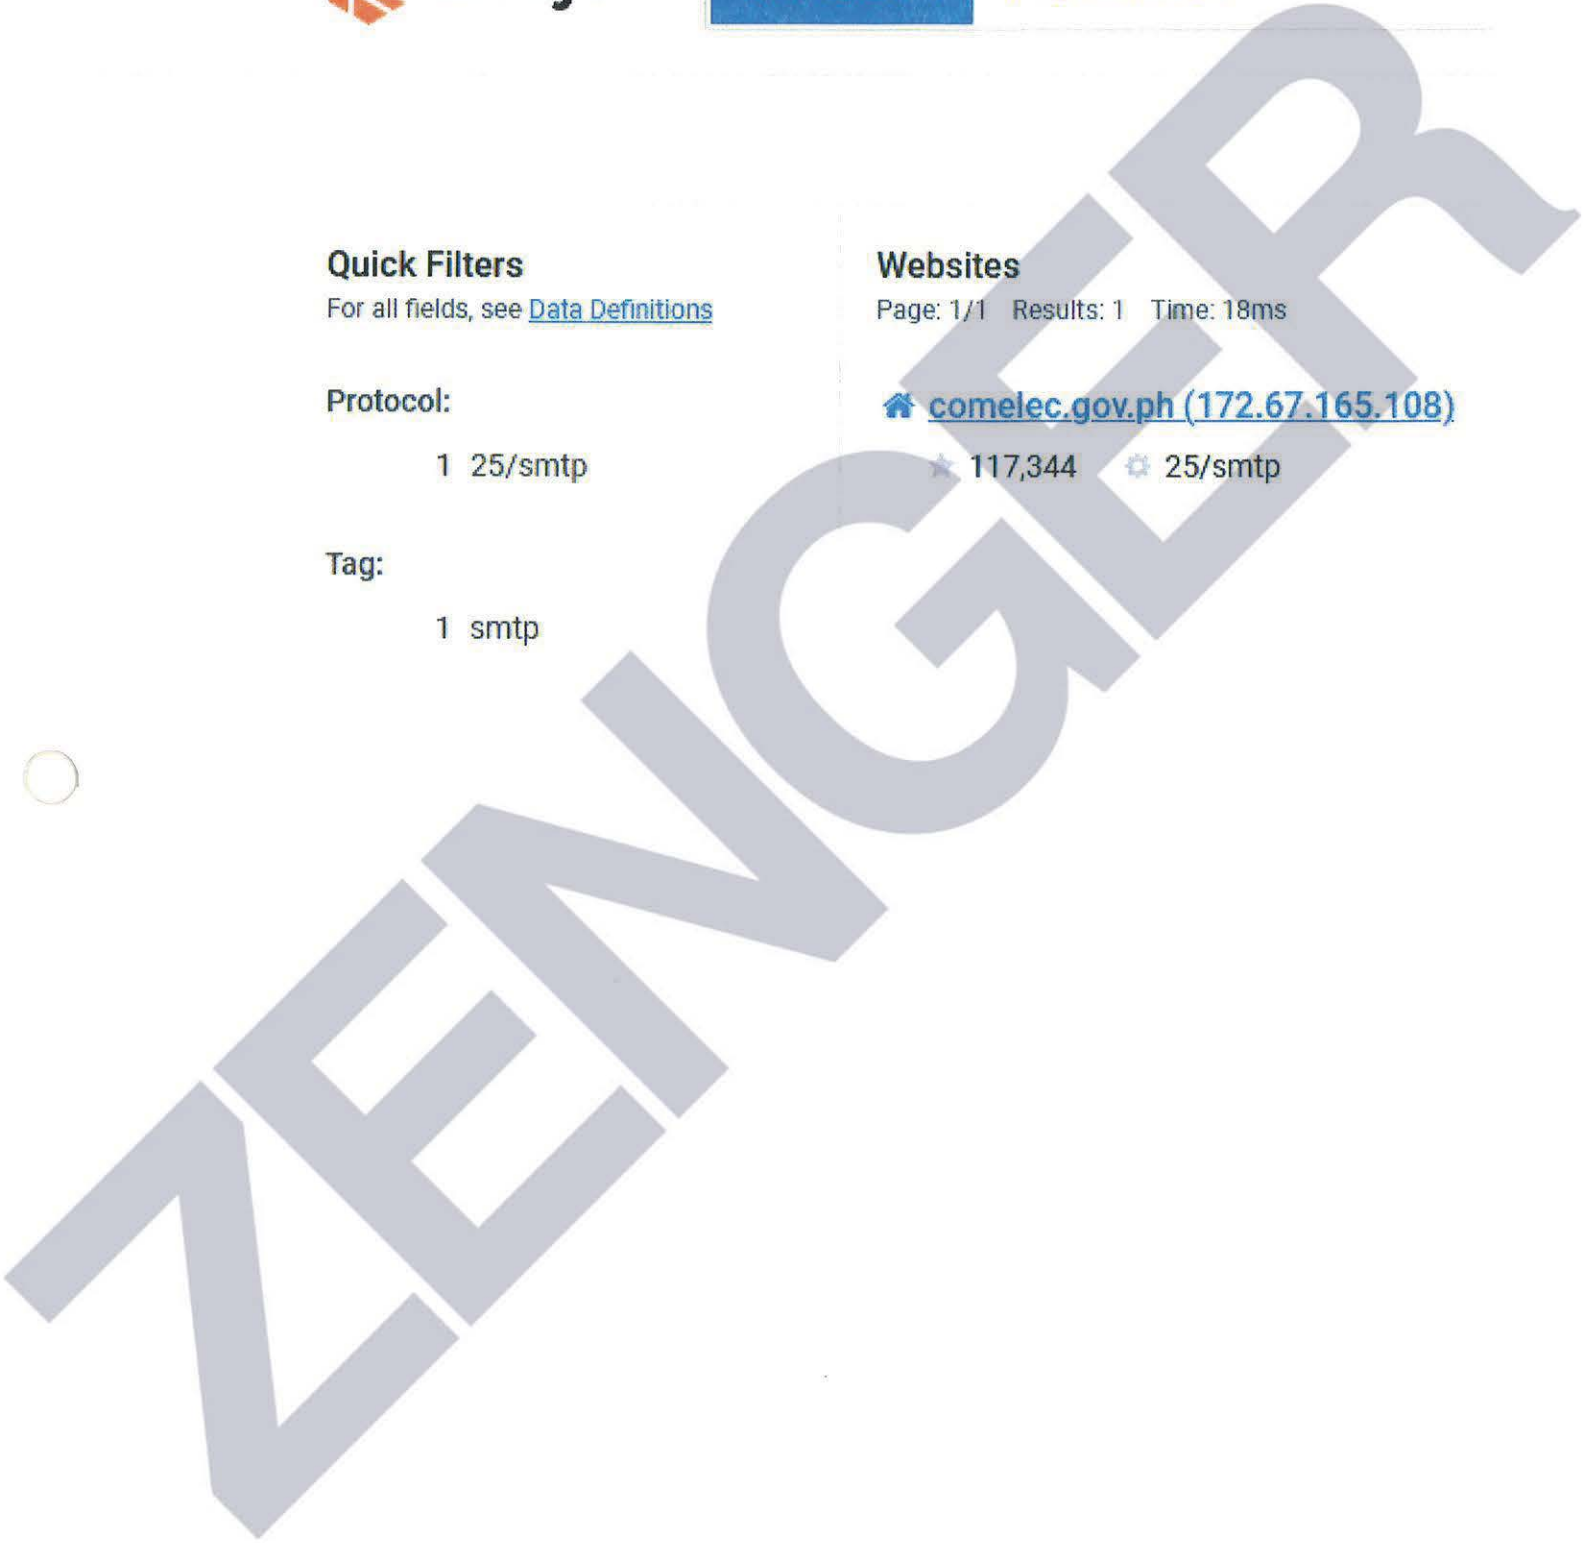 Quick Filters
For all fields, see Data Definitions
Protocol:
1 25/smtp
Tag:
1 smtp
Websites
Page: 1/1 Results: 1 Time: 18ms
comelec.gov.ph (172.67.165.108)
117,344 25/smtp
ZENGER